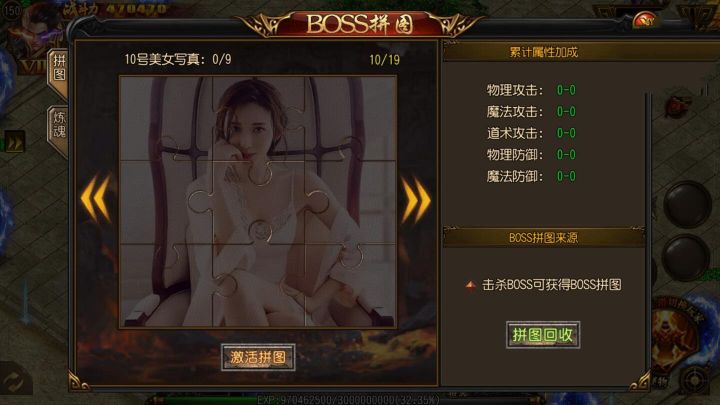 150
战斗力 470470
VI
BOSS拼图
拼图
炼魂
10号美女写真：0/9
10/19
激活拼图
累计属性加成
物理攻击：0-0
魔法攻击：0-0
道术攻击：0-0
物理防御：0-0
魔法防御：0-0
BOSS拼图来源
击杀BOSS可获得BOSS拼图
拼图回收
EXP:970462500/3000000000(32.35%)